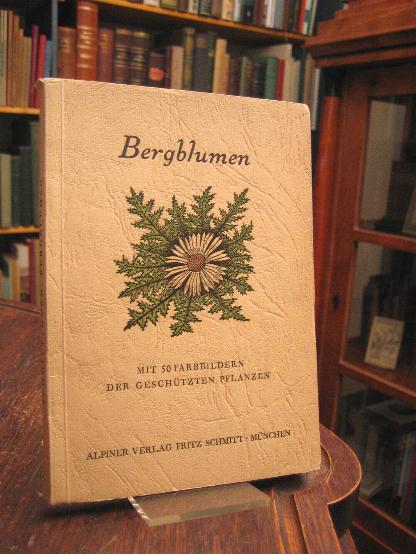 Bergblumen
MIT 50 FARBBILDERN
DER GESCHÜTZTEN PFLANZEN
ALPINER VERLAG FRITZ SCHMITT · MÜNCHEN